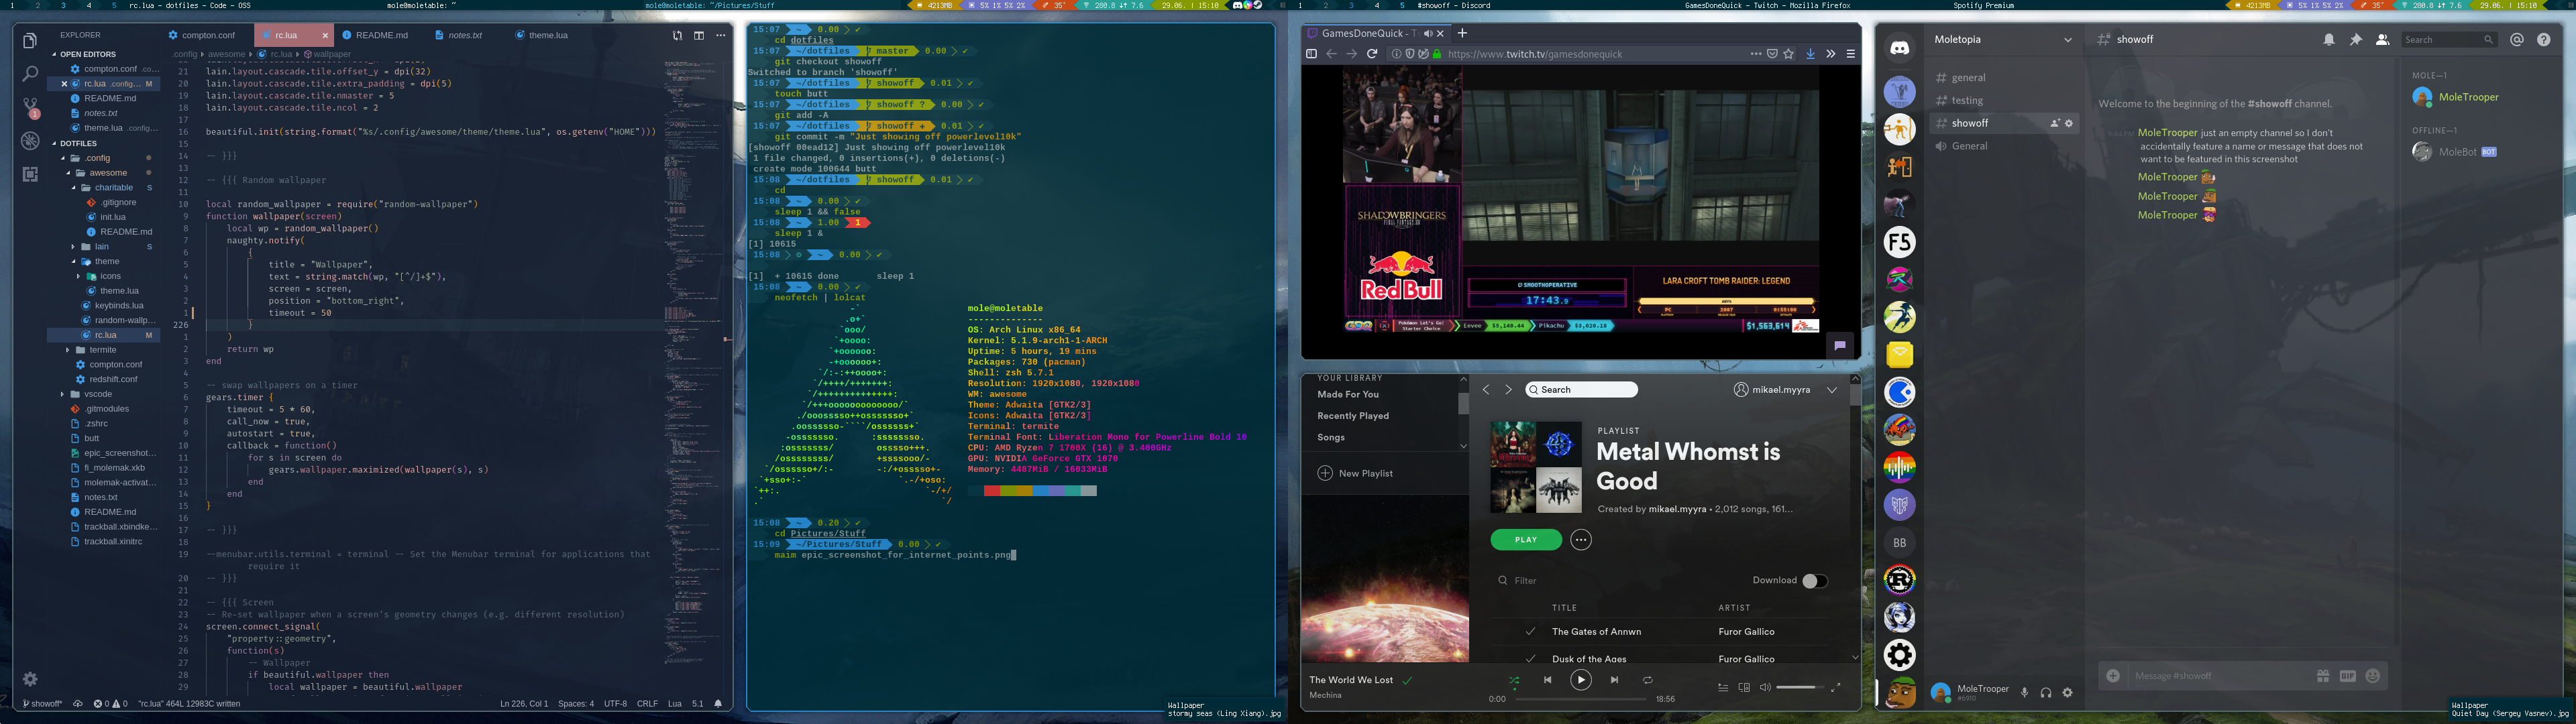 1 2 3 4 5 rc.lua - dotfiles - Code - OSS
mole@moletable: ~
mole@moletable: ~/Pictures/Stuff
4213MB 5% 1% 5% 2% 35° 280.8 ↓↑ 7.6 29.06. | 15:10
EXPLORER
OPEN EDITORS
compton.conf .co...
rc.lua .config... M
README.md
notes.txt
theme.lua .config...
DOTFILES
.config
awesome
charitable S
.gitignore
init.lua
README.md
lain S
theme
icons
theme.lua
keybinds.lua
random-wallp...
rc.lua M
termite
compton.conf
redshift.conf
vscode
.gitmodules
.zshrc
butt
epic_screenshot...
fi_molemak.xkb
molemak-activat...
notes.txt
README.md
trackball.xbindke...
trackball.xinitrc
compton.conf rc.lua × README.md notes.txt theme.lua
.config › awesome › rc.lua › wallpaper
21 lain.layout.cascade.tile.offset_y = dpi(32)
20 lain.layout.cascade.tile.extra_padding = dpi(5)
19 lain.layout.cascade.tile.nmaster = 5
18 lain.layout.cascade.tile.ncol = 2
17
16 beautiful.init(string.format("%s/.config/awesome/theme/theme.lua", os.getenv("HOME")))
15
14 -- }}}
13
12 -- {{{ Random wallpaper
11
10 local random_wallpaper = require("random-wallpaper")
9 function wallpaper(screen)
8 local wp = random_wallpaper()
7 naughty.notify(
6 {
5 title = "Wallpaper",
4 text = string.match(wp, "[^/]+$"),
3 screen = screen,
2 position = "bottom_right",
1 timeout = 50
226 }
1 )
2 return wp
3 end
4
5 -- swap wallpapers on a timer
6 gears.timer {
7 timeout = 5 * 60,
8 call_now = true,
9 autostart = true,
10 callback = function()
11 for s in screen do
12 gears.wallpaper.maximized(wallpaper(s), s)
13 end
14 end
15 }
16
17 -- }}}
18
19 --menubar.utils.terminal = terminal -- Set the Menubar terminal for applications that
require it
20 -- }}}
21
22 -- {{{ Screen
23 -- Re-set wallpaper when a screen's geometry changes (e.g. different resolution)
24 screen.connect_signal(
25 "property::geometry",
26 function(s)
27 -- Wallpaper
28 if beautiful.wallpaper then
29 local wallpaper = beautiful.wallpaper
showoff* 0 0 "rc.lua" 464L 12983C written Ln 226, Col 1 Spaces: 4 UTF-8 CRLF Lua 5.1
15:07 ~ 0.00 ✔
cd dotfiles
15:07 ~/dotfiles master 0.00 ✔
git checkout showoff
Switched to branch 'showoff'
15:07 ~/dotfiles showoff 0.01 ✔
touch butt
15:07 ~/dotfiles showoff ? 0.00 ✔
git add -A
15:07 ~/dotfiles showoff + 0.01 ✔
git commit -m "Just showing off powerlevel10k"
[showoff 00ead12] Just showing off powerlevel10k
1 file changed, 0 insertions(+), 0 deletions(-)
create mode 100644 butt
15:08 ~/dotfiles showoff 0.01 ✔
cd
15:08 ~ 0.00 ✔
sleep 1 && false
15:08 ~ 1.00 1
sleep 1 &
[1] 10615
15:08 ~ 0.00 ✔
[1] + 10615 done sleep 1
15:08 ~ 0.00 ✔
neofetch | lolcat
mole@moletable
--------------
OS: Arch Linux x86_64
Kernel: 5.1.9-arch1-1-ARCH
Uptime: 5 hours, 19 mins
Packages: 730 (pacman)
Shell: zsh 5.7.1
Resolution: 1920x1080, 1920x1080
WM: awesome
Theme: Adwaita [GTK2/3]
Icons: Adwaita [GTK2/3]
Terminal: termite
Terminal Font: Liberation Mono for Powerline Bold 10
CPU: AMD Ryzen 7 1700X (16) @ 3.400GHz
GPU: NVIDIA GeForce GTX 1070
Memory: 4487MiB / 16033MiB
15:08 ~ 0.20 ✔
cd Pictures/Stuff
15:09 ~/Pictures/Stuff 0.00 ✔
maim epic_screenshot_for_internet_points.png
Wallpaper
stormy seas (Ling Xiang).jpg
1 2 3 4 5 #showoff - Discord
GamesDoneQuick - Twitch - Mozilla Firefox
Spotify Premium
4213MB 5% 1% 5% 2% 35° 280.8 ↓↑ 7.6 29.06. | 15:10
GamesDoneQuick - Tw
https://www.twitch.tv/gamesdonequick
SHADOWBRINGERS
FINAL FANTASY XIV
Red Bull
SMOOTHOPERATIVE
17:43.9
LARA CROFT TOMB RAIDER: LEGEND
ANY%
PC
2007
0:55:00
Pokémon Let's Go:
Starter Choice
Eevee $5,140.44 Pikachu $3,020.18
$1,563,614
YOUR LIBRARY
Made For You
Recently Played
Songs
New Playlist
Search
mikael.myyra
PLAYLIST
Metal Whomst is
Good
Created by mikael.myyra • 2,012 songs, 161...
PLAY
Filter
Download
TITLE ARTIST
The Gates of Annwn Furor Gallico
Dusk of the Ages Furor Gallico
The World We Lost
Mechina
0:00 18:56
Moletopia
general
testing
showoff
General
F5
BB
MoleTrooper
#6910
showoff
Search
Welcome to the beginning of the #showoff channel.
MoleTrooper just an empty channel so I don't
accidentally feature a name or message that does not
want to be featured in this screenshot
MoleTrooper
MoleTrooper
MoleTrooper
Message #showoff
GIF
MOLE—1
MoleTrooper
OFFLINE—1
MoleBot BOT
Wallpaper
Quiet Day (Sergey Vasnev).jpg